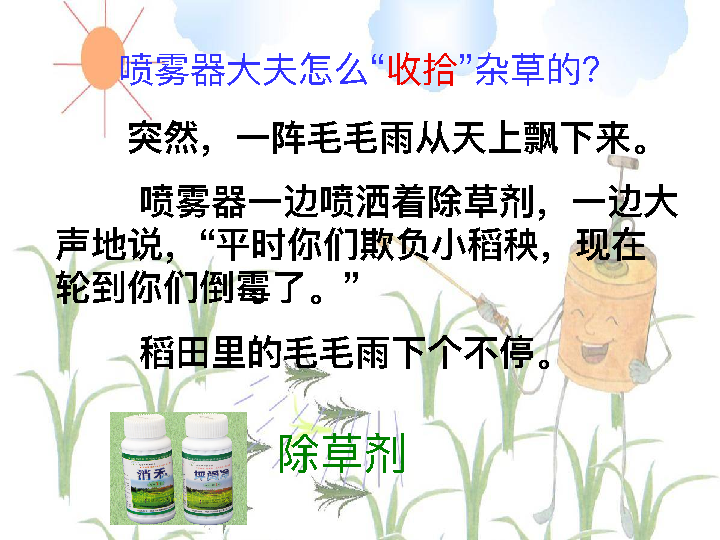 喷雾器大夫怎么“收拾”杂草的？
突然，一阵毛毛雨从天上飘下来。
喷雾器一边喷洒着除草剂，一边大
声地说，“平时你们欺负小稻秧，现在
轮到你们倒霉了。”
稻田里的毛毛雨下个不停。
除草剂